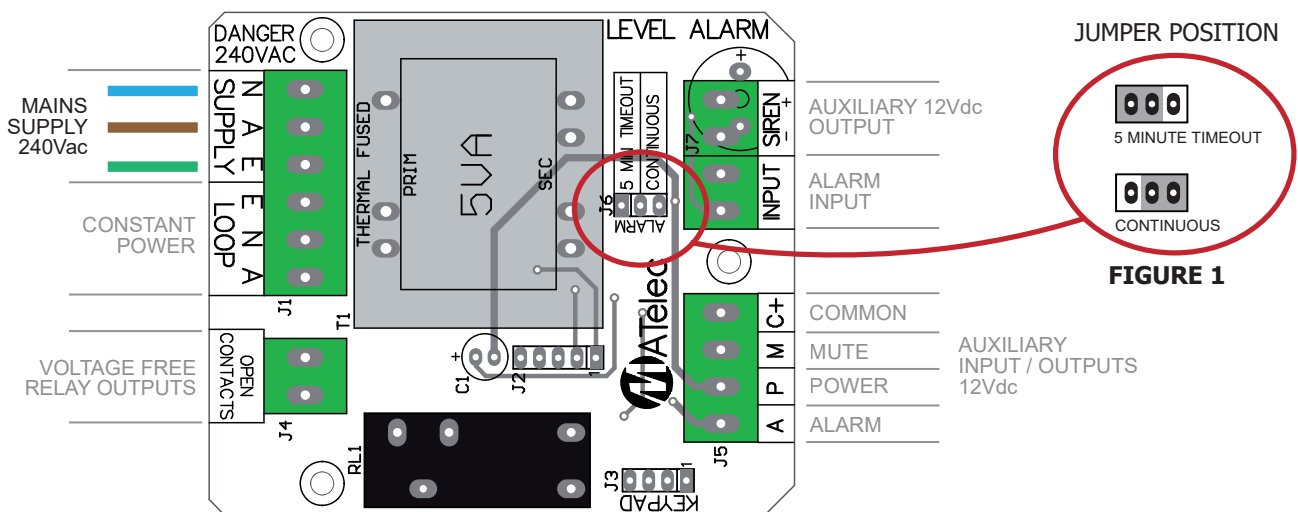 DANGER
240VAC
LEVEL ALARM
JUMPER POSITION
MAINS
SUPPLY
240Vac
CONSTANT
POWER
VOLTAGE FREE
RELAY OUTPUTS
SUPPLY
N A E
LOOP
E N A
J1
T1
OPEN
CONTACTS
J4
THERMAL FUSED
PRIM
5VA
SEC
5 MIN TIMEOUT
CONTINUOUS
J6
ALARM
+
J7
SIREN
+
-
INPUT
AUXILIARY 12Vdc
OUTPUT
ALARM
INPUT
5 MINUTE TIMEOUT
CONTINUOUS
FIGURE 1
MATelec
+
C1
J2
1
RL1
J3
1
KEYPAD
C+
M
P
A
J5
COMMON
MUTE
POWER
ALARM
AUXILIARY
INPUT / OUTPUTS
12Vdc